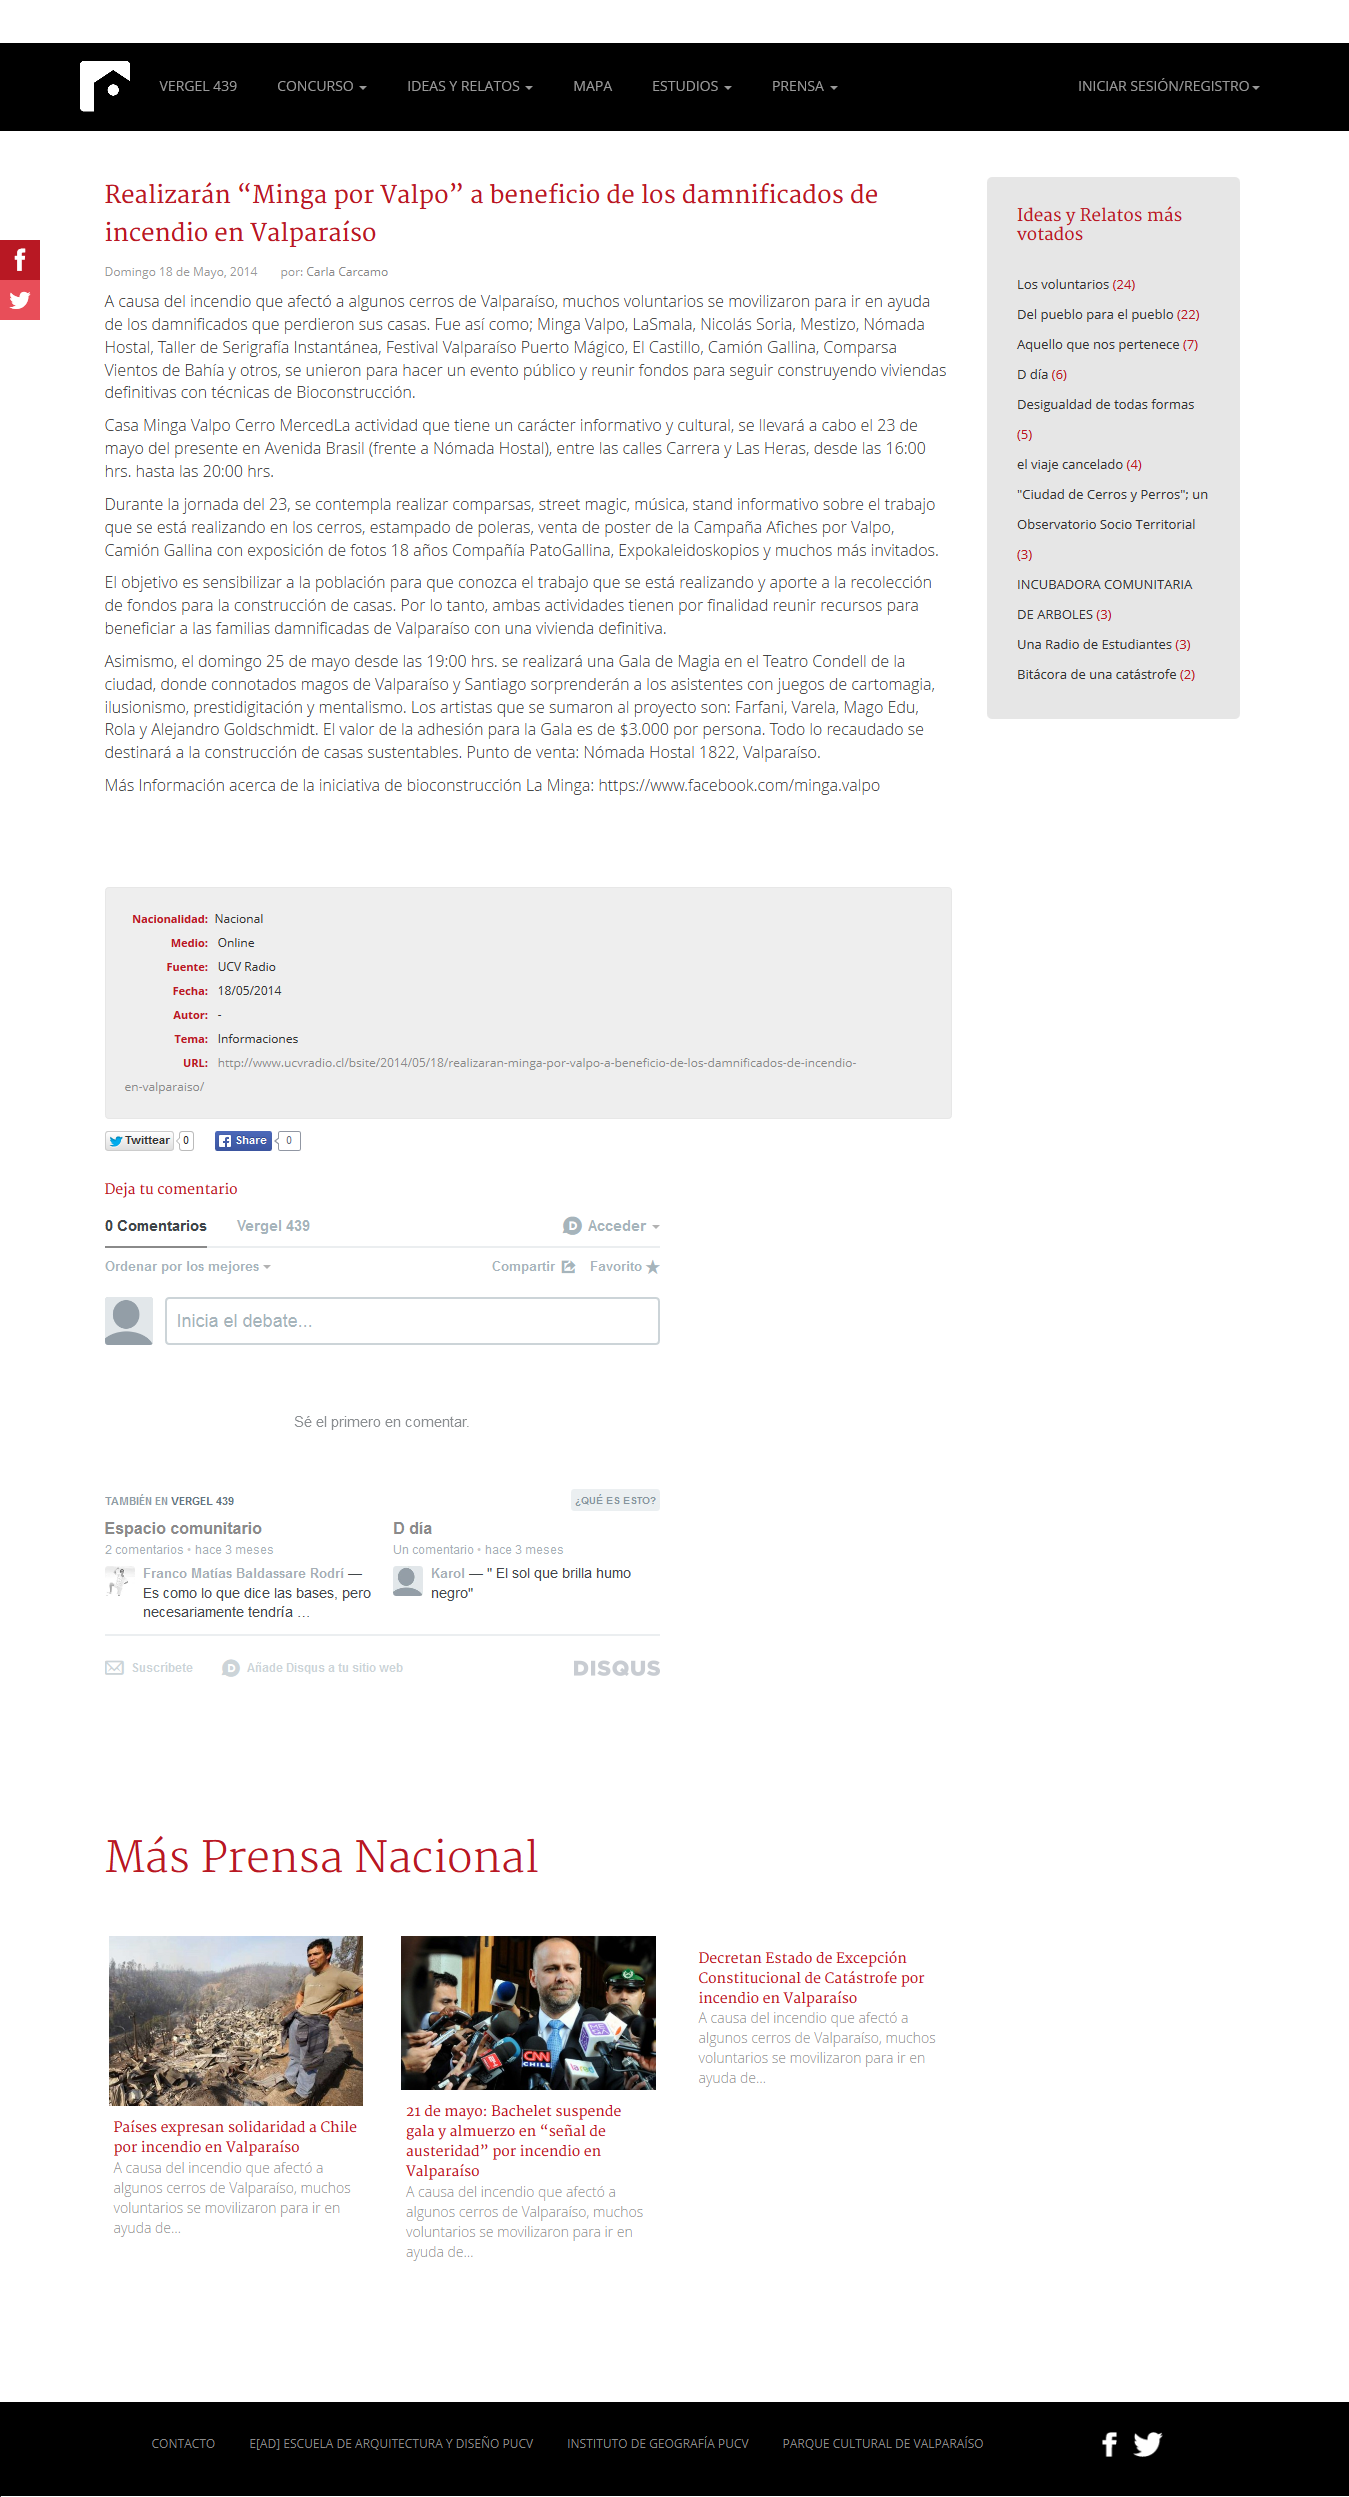 VERGEL 439
CONCURSO
IDEAS Y RELATOS
MAPA
ESTUDIOS
PRENSA
INICIAR SESIÓN/REGISTRO
Realizarán “Minga por Valpo” a beneficio de los damnificados de
incendio en Valparaíso
Domingo 18 de Mayo, 2014 por: Carla Carcamo
A causa del incendio que afectó a algunos cerros de Valparaíso, muchos voluntarios se movilizaron para ir en ayuda
de los damnificados que perdieron sus casas. Fue así como; Minga Valpo, LaSmala, Nicolás Soria, Mestizo, Nómada
Hostal, Taller de Serigrafía Instantánea, Festival Valparaíso Puerto Mágico, El Castillo, Camión Gallina, Comparsa
Vientos de Bahía y otros, se unieron para hacer un evento público y reunir fondos para seguir construyendo viviendas
definitivas con técnicas de Bioconstrucción.
Casa Minga Valpo Cerro MercedLa actividad que tiene un carácter informativo y cultural, se llevará a cabo el 23 de
mayo del presente en Avenida Brasil (frente a Nómada Hostal), entre las calles Carrera y Las Heras, desde las 16:00
hrs. hasta las 20:00 hrs.
Durante la jornada del 23, se contempla realizar comparsas, street magic, música, stand informativo sobre el trabajo
que se está realizando en los cerros, estampado de poleras, venta de poster de la Campaña Afiches por Valpo,
Camión Gallina con exposición de fotos 18 años Compañía PatoGallina, Expokaleidoskopios y muchos más invitados.
El objetivo es sensibilizar a la población para que conozca el trabajo que se está realizando y aporte a la recolección
de fondos para la construcción de casas. Por lo tanto, ambas actividades tienen por finalidad reunir recursos para
beneficiar a las familias damnificadas de Valparaíso con una vivienda definitiva.
Asimismo, el domingo 25 de mayo desde las 19:00 hrs. se realizará una Gala de Magia en el Teatro Condell de la
ciudad, donde connotados magos de Valparaíso y Santiago sorprenderán a los asistentes con juegos de cartomagia,
ilusionismo, prestidigitación y mentalismo. Los artistas que se sumaron al proyecto son: Farfani, Varela, Mago Edu,
Rola y Alejandro Goldschmidt. El valor de la adhesión para la Gala es de $3.000 por persona. Todo lo recaudado se
destinará a la construcción de casas sustentables. Punto de venta: Nómada Hostal 1822, Valparaíso.
Más Información acerca de la iniciativa de bioconstrucción La Minga: https://www.facebook.com/minga.valpo
Ideas y Relatos más
votados
Los voluntarios (24)
Del pueblo para el pueblo (22)
Aquello que nos pertenece (7)
D día (6)
Desigualdad de todas formas
(5)
el viaje cancelado (4)
"Ciudad de Cerros y Perros"; un
Observatorio Socio Territorial
(3)
INCUBADORA COMUNITARIA
DE ARBOLES (3)
Una Radio de Estudiantes (3)
Bitácora de una catástrofe (2)
Nacionalidad: Nacional
Medio: Online
Fuente: UCV Radio
Fecha: 18/05/2014
Autor: -
Tema: Informaciones
URL: http://www.ucvradio.cl/bsite/2014/05/18/realizaran-minga-por-valpo-a-beneficio-de-los-damnificados-de-incendio-
en-valparaiso/
Twittear 0 Share 0
Deja tu comentario
0 Comentarios Vergel 439 Acceder
Ordenar por los mejores Compartir Favorito
Inicia el debate...
Sé el primero en comentar.
TAMBIÉN EN VERGEL 439 ¿QUÉ ES ESTO?
Espacio comunitario
2 comentarios • hace 3 meses
Franco Matías Baldassare Rodrí —
Es como lo que dice las bases, pero
necesariamente tendría …
D día
Un comentario • hace 3 meses
Karol — " El sol que brilla humo
negro"
Suscríbete
Añade Disqus a tu sitio web
DISQUS
Más Prensa Nacional
CNN
CHILE
Países expresan solidaridad a Chile
por incendio en Valparaíso
A causa del incendio que afectó a
algunos cerros de Valparaíso, muchos
voluntarios se movilizaron para ir en
ayuda de...
21 de mayo: Bachelet suspende
gala y almuerzo en “señal de
austeridad” por incendio en
Valparaíso
A causa del incendio que afectó a
algunos cerros de Valparaíso, muchos
voluntarios se movilizaron para ir en
ayuda de...
Decretan Estado de Excepción
Constitucional de Catástrofe por
incendio en Valparaíso
A causa del incendio que afectó a
algunos cerros de Valparaíso, muchos
voluntarios se movilizaron para ir en
ayuda de...
CONTACTO
E[AD] ESCUELA DE ARQUITECTURA Y DISEÑO PUCV
INSTITUTO DE GEOGRAFÍA PUCV
PARQUE CULTURAL DE VALPARAÍSO